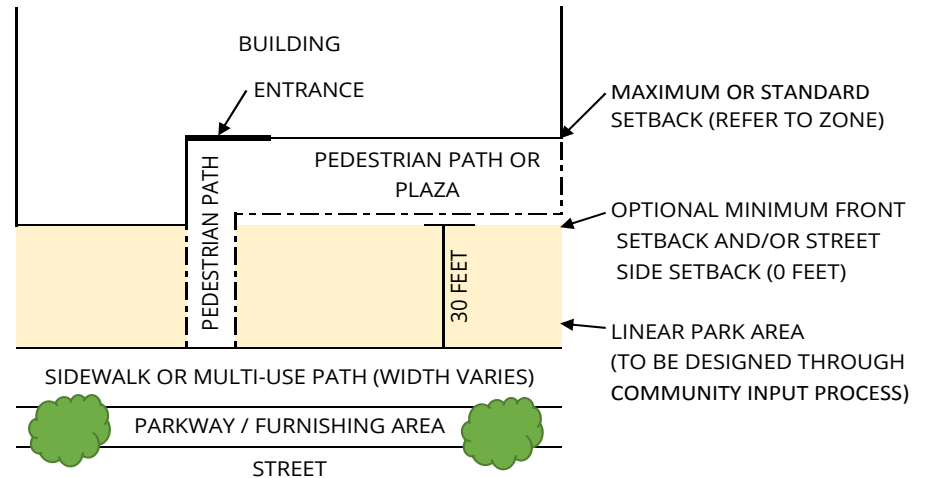 BUILDING
ENTRANCE
MAXIMUM OR STANDARD
SETBACK (REFER TO ZONE)
PEDESTRIAN PATH OR
PLAZA
PEDESTRIAN PATH
OPTIONAL MINIMUM FRONT
SETBACK AND/OR STREET
SIDE SETBACK (0 FEET)
30 FEET
LINEAR PARK AREA
(TO BE DESIGNED THROUGH
COMMUNITY INPUT PROCESS)
SIDEWALK OR MULTI-USE PATH (WIDTH VARIES)
PARKWAY / FURNISHING AREA
STREET